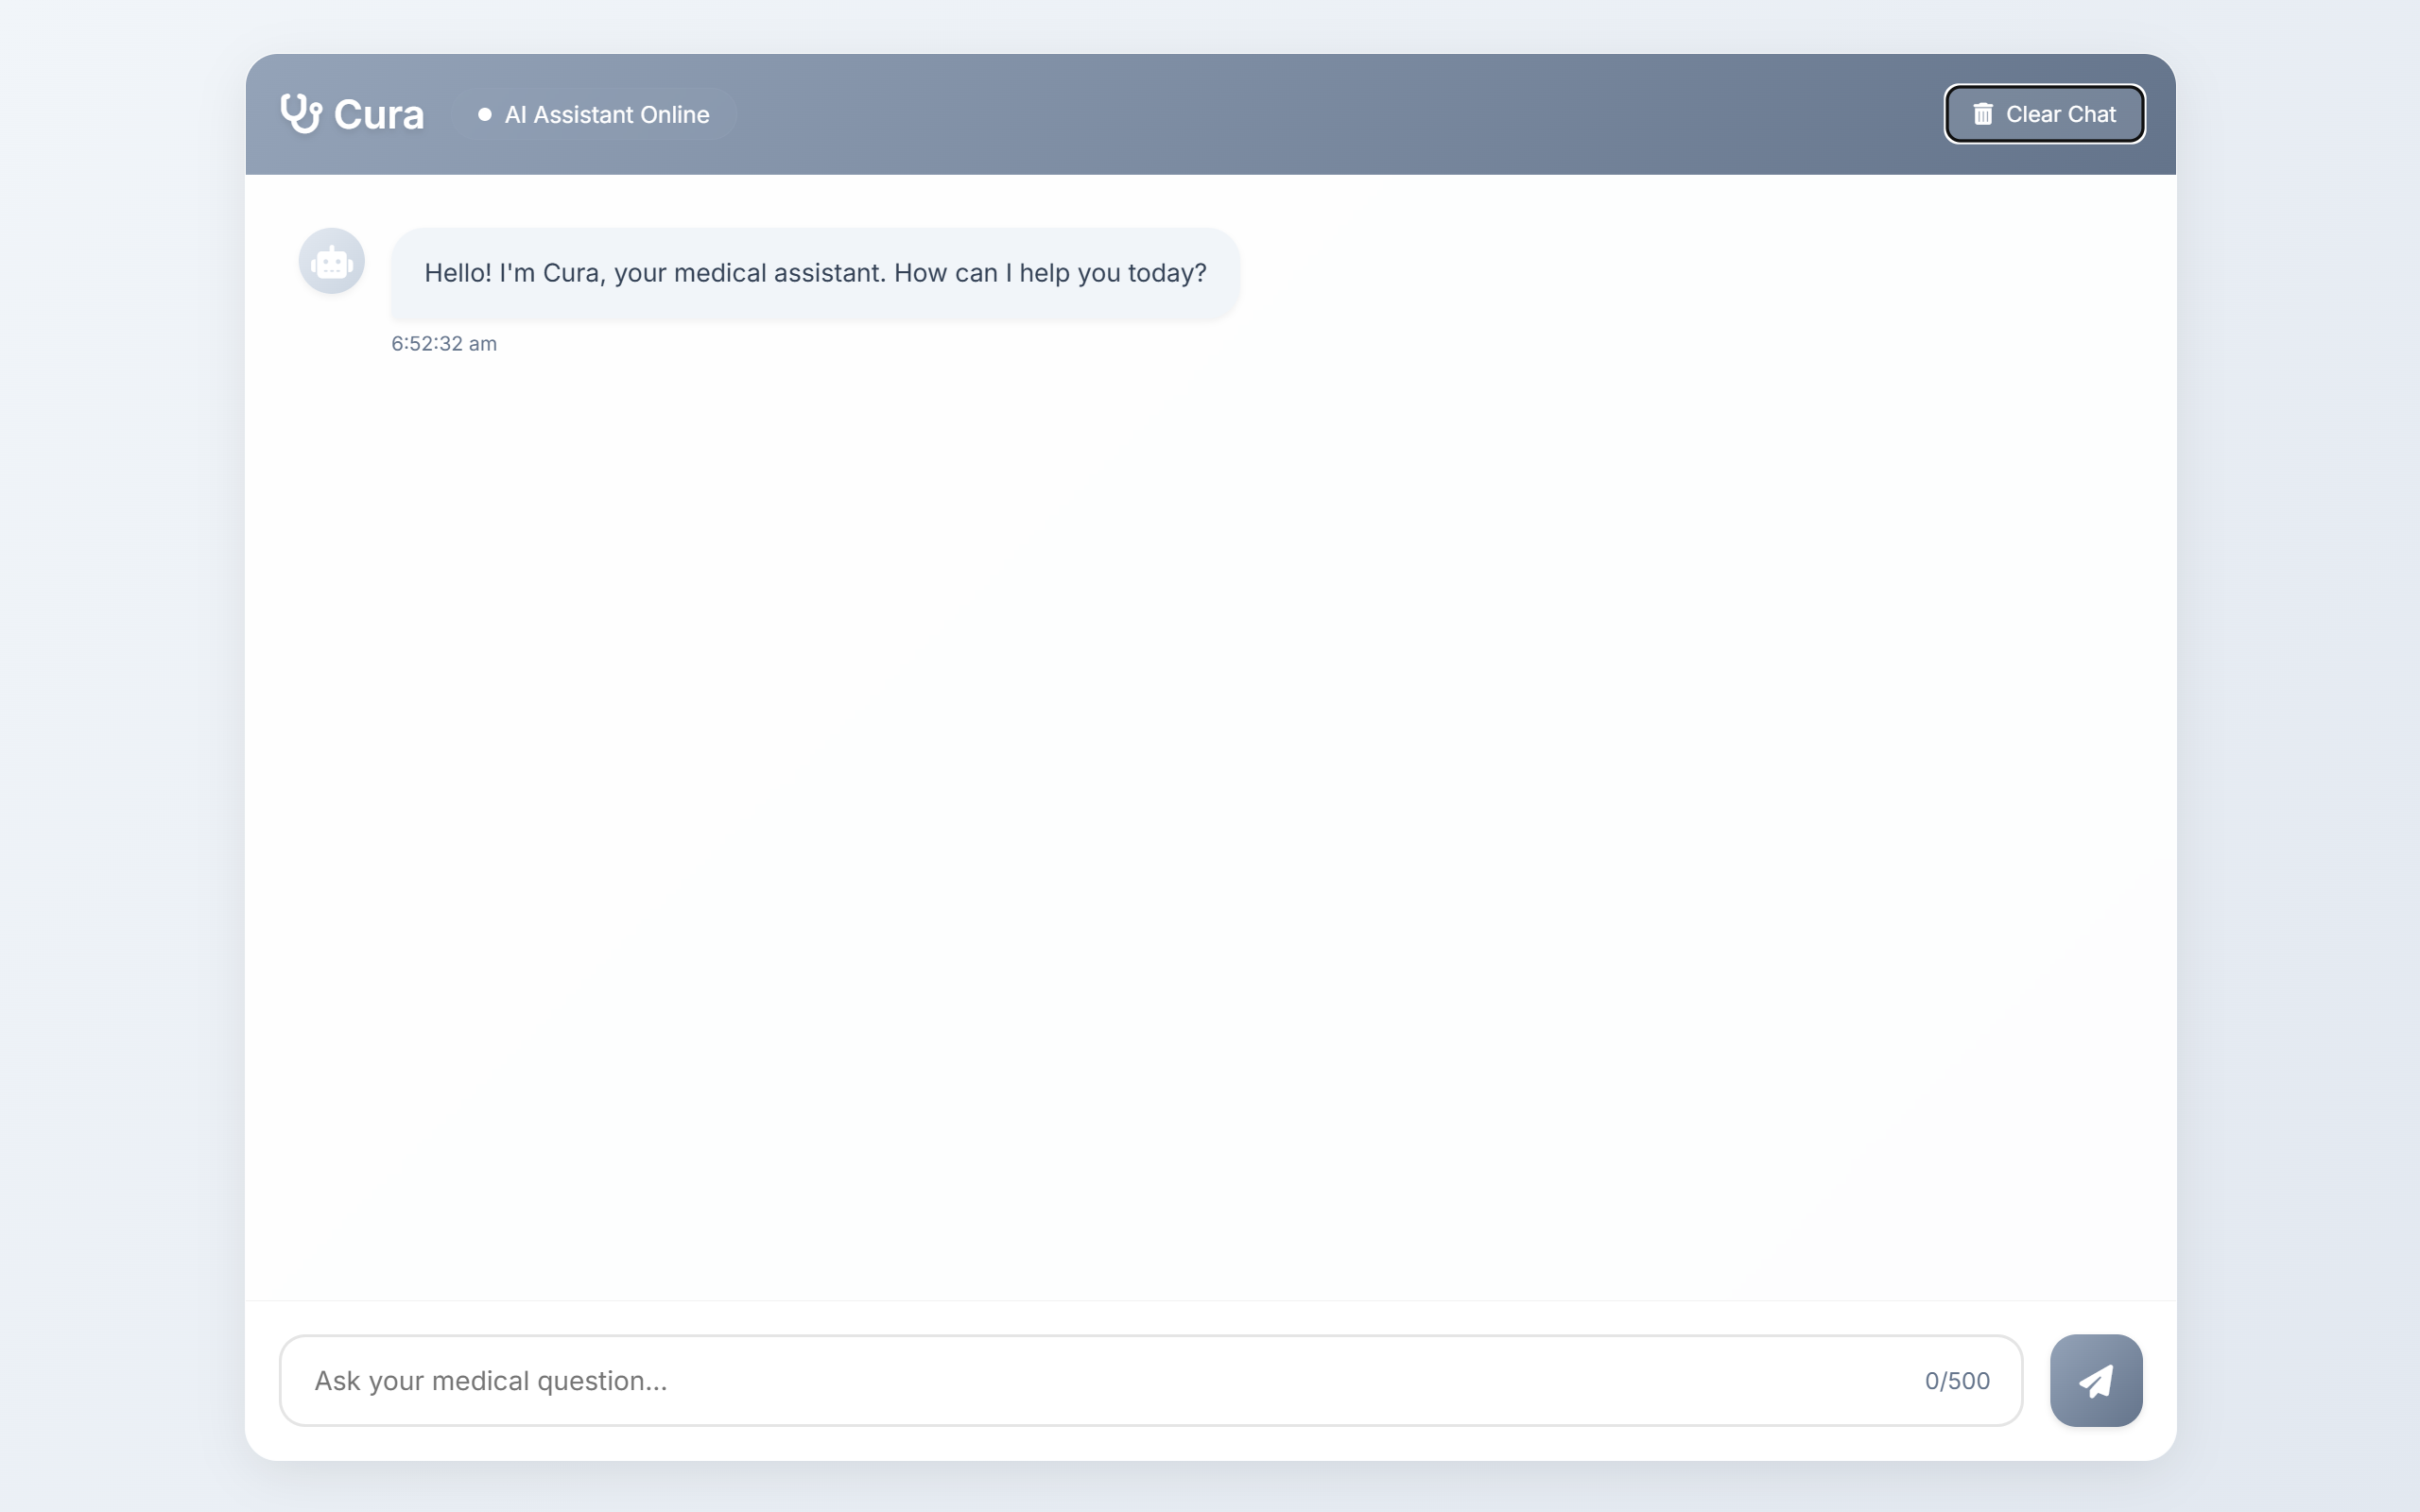 Cura
AI Assistant Online
Clear Chat
Hello! I'm Cura, your medical assistant. How can I help you today?
6:52:32 am
Ask your medical question...
0/500